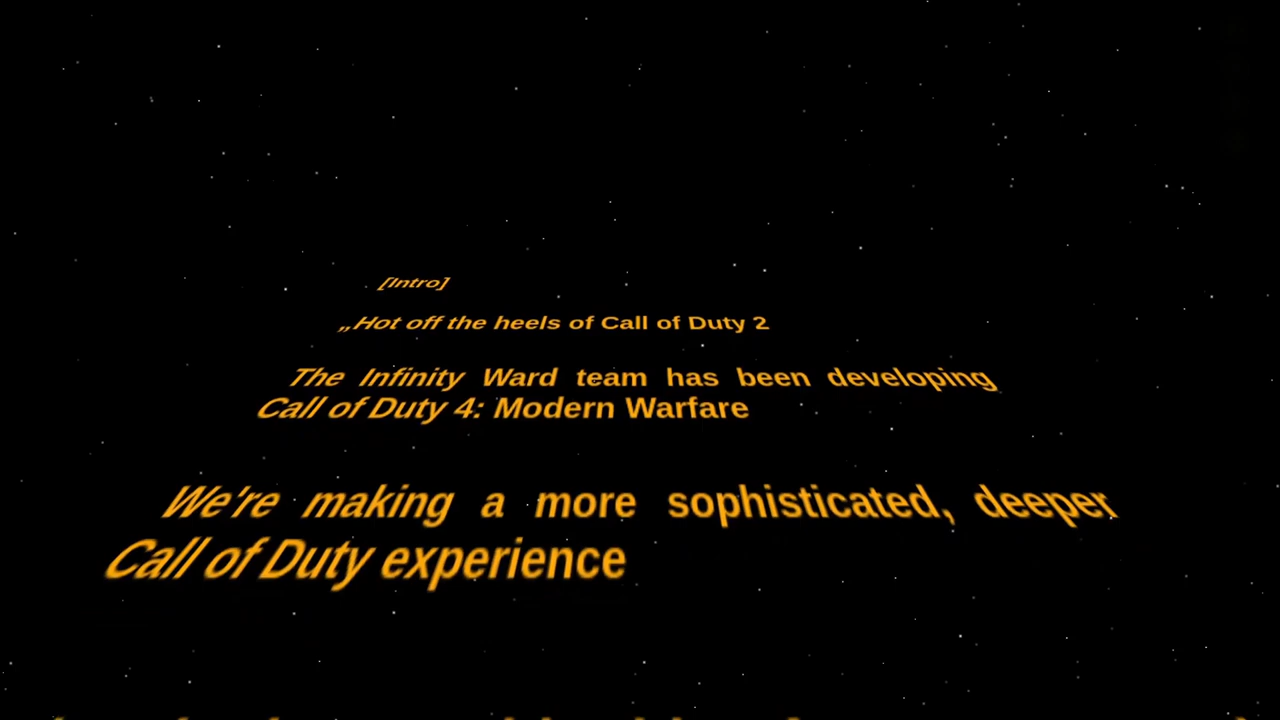 [Intro]
„Hot off the heels of Call of Duty 2
The Infinity Ward team has been developing
Call of Duty 4: Modern Warfare
We're making a more sophisticated, deeper
Call of Duty experience